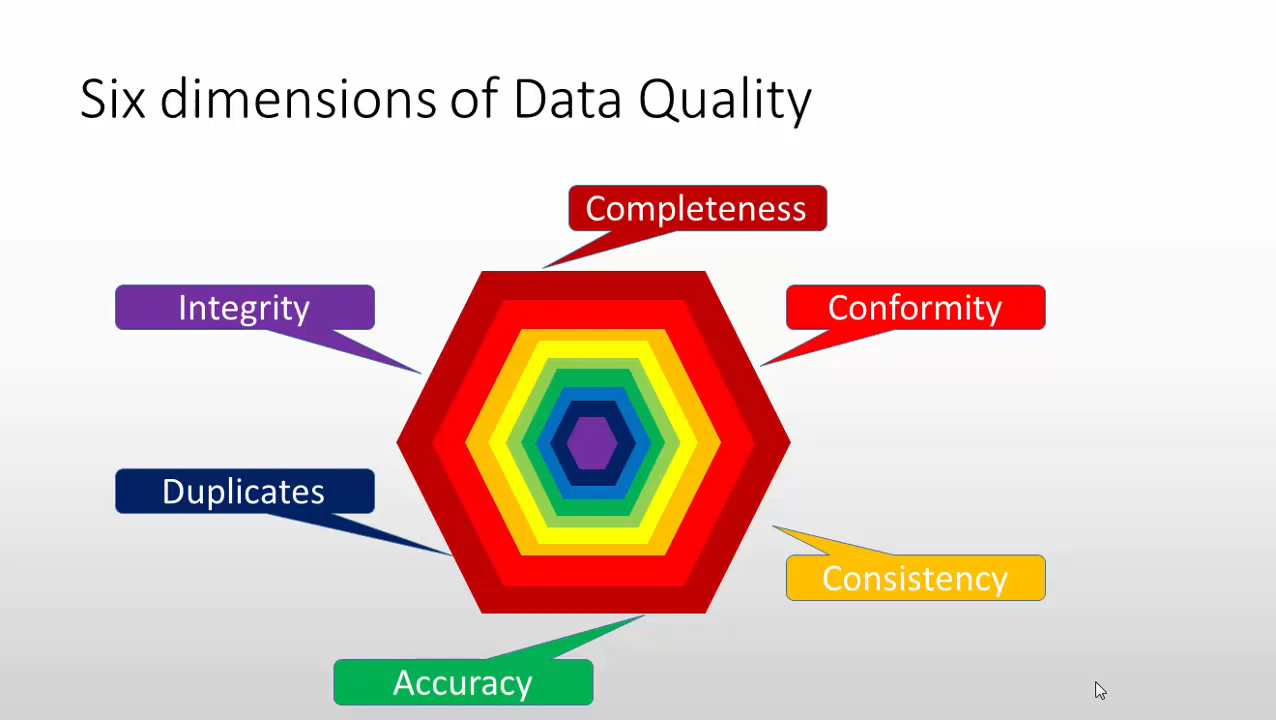 Six dimensions of Data Quality
Completeness
Integrity
Conformity
Duplicates
Consistency
Accuracy